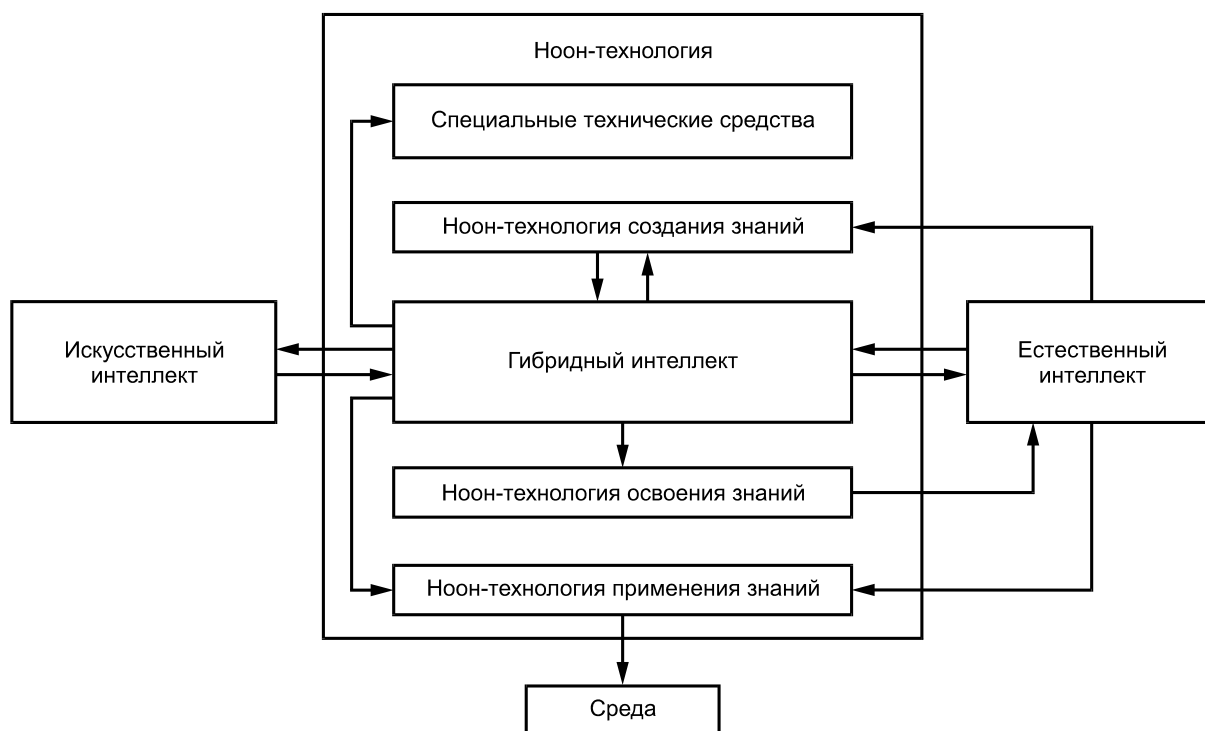 Ноон-технология
Специальные технические средства
Ноон-технология создания знаний
Искусственный
интеллект
Гибридный интеллект
Естественный
интеллект
Ноон-технология освоения знаний
Ноон-технология применения знаний
Среда